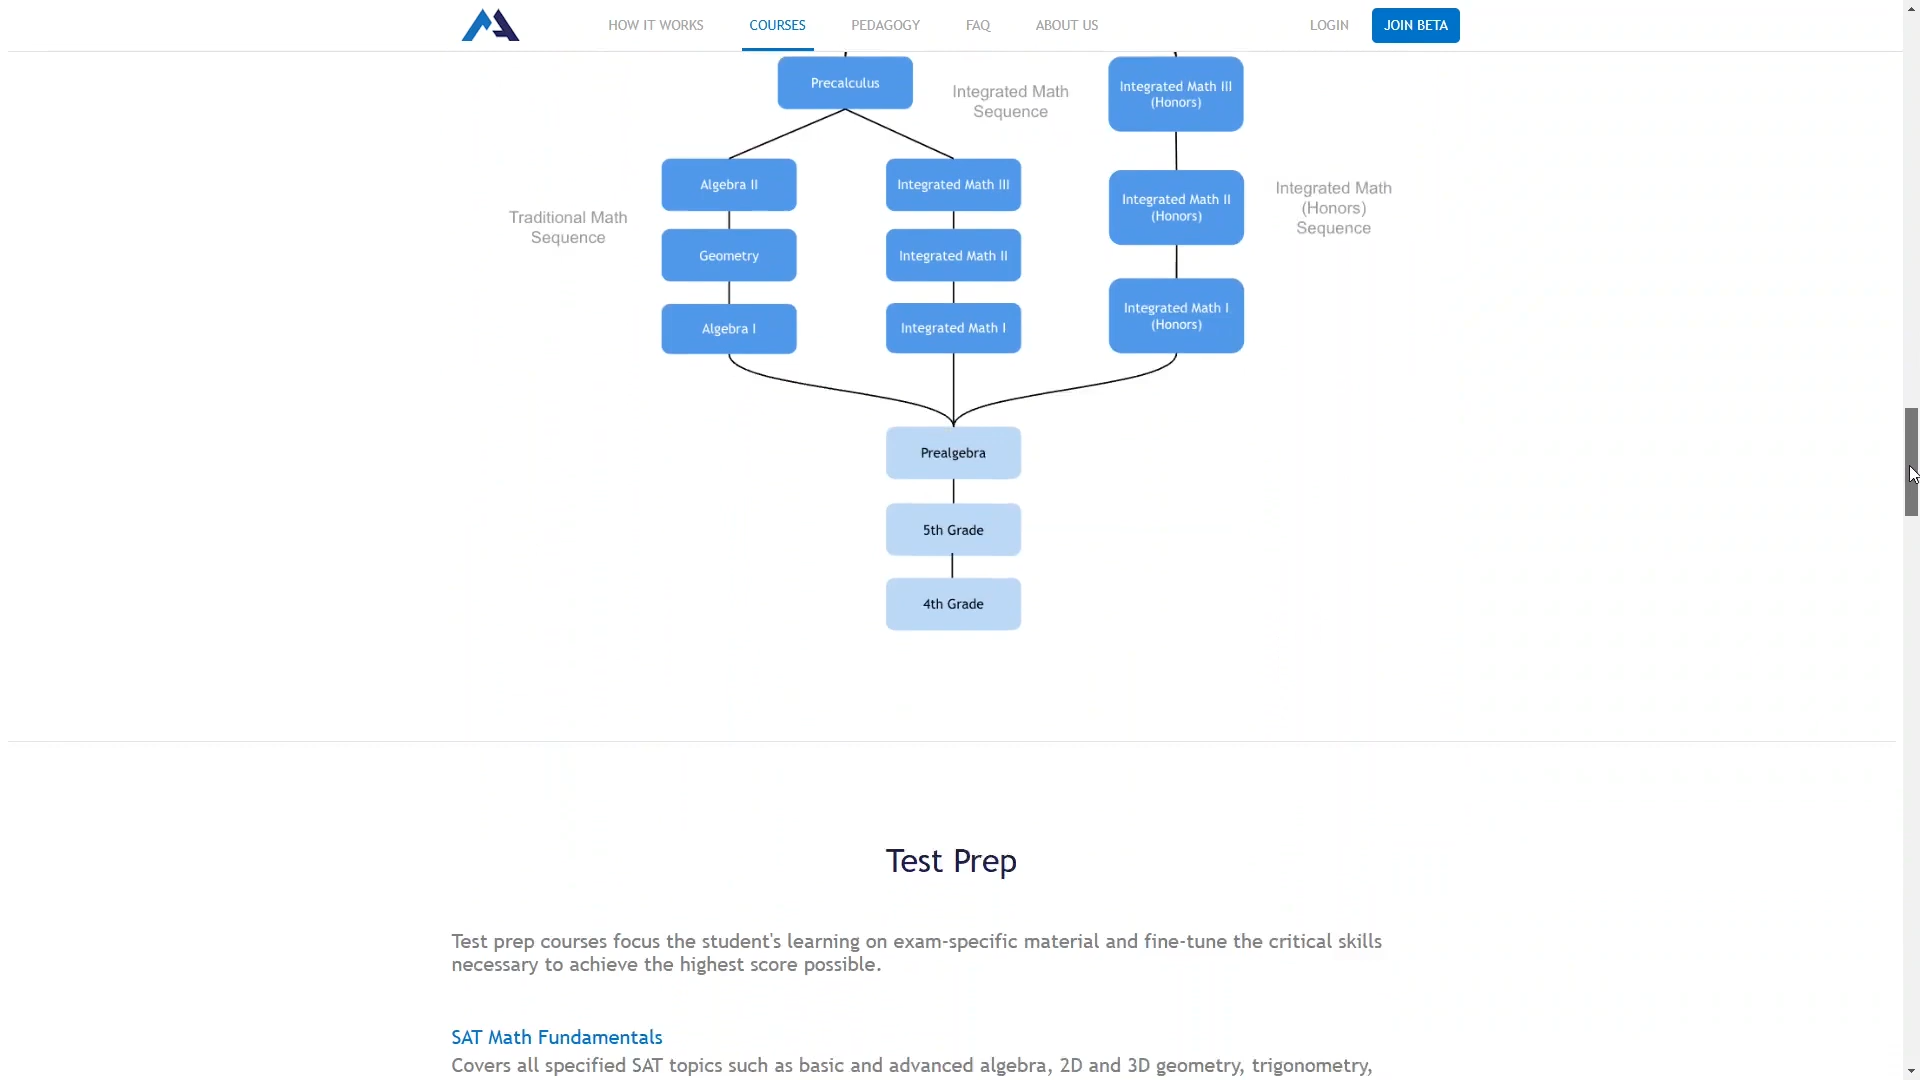 HOW IT WORKS
COURSES
PEDAGOGY
FAQ
ABOUT US
LOGIN
JOIN BETA
Precalculus
Integrated Math
Sequence
Integrated Math III
(Honors)
Algebra II
Integrated Math III
Integrated Math II
(Honors)
Integrated Math
(Honors)
Sequence
Traditional Math
Sequence
Geometry
Integrated Math II
Algebra I
Integrated Math I
Integrated Math I
(Honors)
Prealgebra
5th Grade
4th Grade
Test Prep
Test prep courses focus the student's learning on exam-specific material and fine-tune the critical skills
necessary to achieve the highest score possible.
SAT Math Fundamentals
Covers all specified SAT topics such as basic and advanced algebra, 2D and 3D geometry, trigonometry,